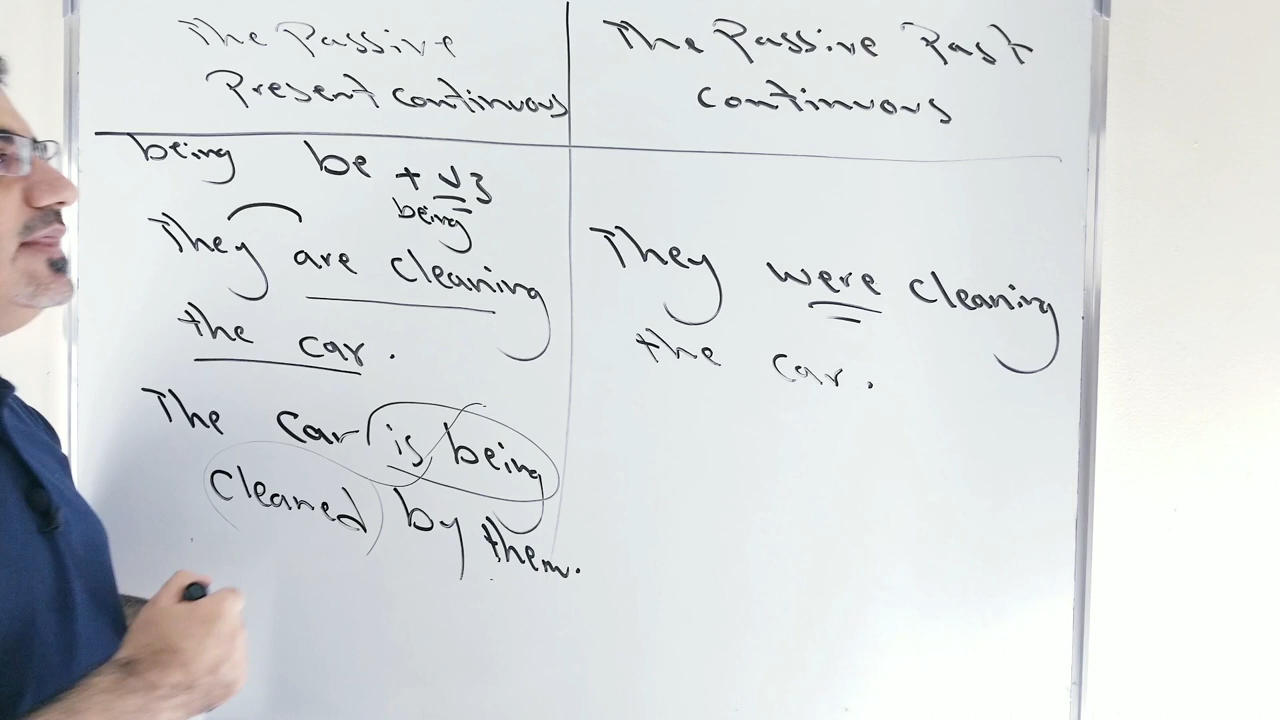 The Passive
Present continuous
being be + V3
being
They are cleaning
the car.
The car is being
cleaned by them.
The Passive Past
continuous
They were cleaning
the car.